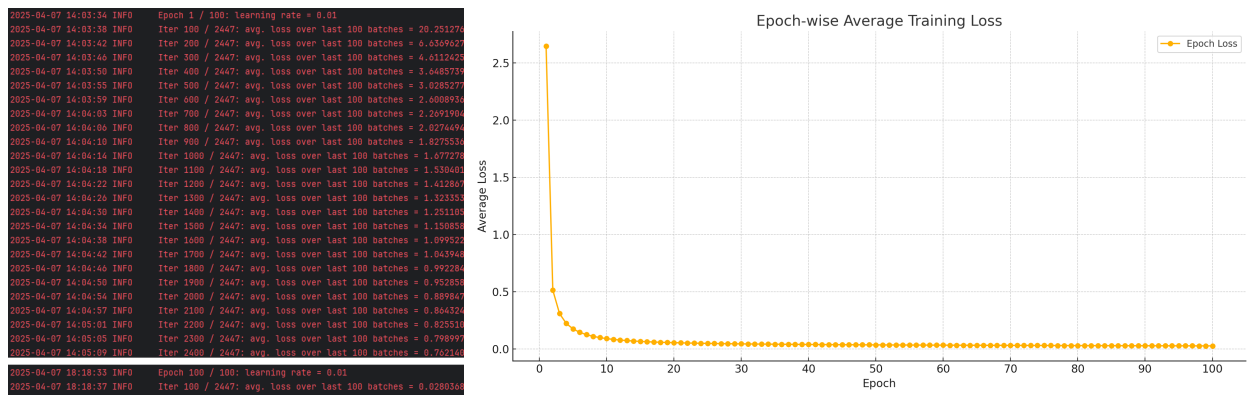 2025-04-07 14:03:34 INFO Epoch 1 / 100: learning rate = 0.01
2025-04-07 14:03:38 INFO Iter 100 / 2447: avg. loss over last 100 batches = 20.251276
2025-04-07 14:03:42 INFO Iter 200 / 2447: avg. loss over last 100 batches = 6.6369627
2025-04-07 14:03:46 INFO Iter 300 / 2447: avg. loss over last 100 batches = 4.6112425
2025-04-07 14:03:50 INFO Iter 400 / 2447: avg. loss over last 100 batches = 3.6485739
2025-04-07 14:03:55 INFO Iter 500 / 2447: avg. loss over last 100 batches = 3.0285277
2025-04-07 14:03:59 INFO Iter 600 / 2447: avg. loss over last 100 batches = 2.6008936
2025-04-07 14:04:03 INFO Iter 700 / 2447: avg. loss over last 100 batches = 2.2691904
2025-04-07 14:04:06 INFO Iter 800 / 2447: avg. loss over last 100 batches = 2.0274494
2025-04-07 14:04:10 INFO Iter 900 / 2447: avg. loss over last 100 batches = 1.8275536
2025-04-07 14:04:14 INFO Iter 1000 / 2447: avg. loss over last 100 batches = 1.677278
2025-04-07 14:04:18 INFO Iter 1100 / 2447: avg. loss over last 100 batches = 1.530401
2025-04-07 14:04:22 INFO Iter 1200 / 2447: avg. loss over last 100 batches = 1.412867
2025-04-07 14:04:26 INFO Iter 1300 / 2447: avg. loss over last 100 batches = 1.323353
2025-04-07 14:04:30 INFO Iter 1400 / 2447: avg. loss over last 100 batches = 1.251105
2025-04-07 14:04:34 INFO Iter 1500 / 2447: avg. loss over last 100 batches = 1.150858
2025-04-07 14:04:38 INFO Iter 1600 / 2447: avg. loss over last 100 batches = 1.099522
2025-04-07 14:04:42 INFO Iter 1700 / 2447: avg. loss over last 100 batches = 1.043948
2025-04-07 14:04:46 INFO Iter 1800 / 2447: avg. loss over last 100 batches = 0.992284
2025-04-07 14:04:50 INFO Iter 1900 / 2447: avg. loss over last 100 batches = 0.952858
2025-04-07 14:04:54 INFO Iter 2000 / 2447: avg. loss over last 100 batches = 0.889847
2025-04-07 14:04:57 INFO Iter 2100 / 2447: avg. loss over last 100 batches = 0.864324
2025-04-07 14:05:01 INFO Iter 2200 / 2447: avg. loss over last 100 batches = 0.825510
2025-04-07 14:05:05 INFO Iter 2300 / 2447: avg. loss over last 100 batches = 0.798997
2025-04-07 14:05:09 INFO Iter 2400 / 2447: avg. loss over last 100 batches = 0.762140
2025-04-07 18:18:33 INFO Epoch 100 / 100: learning rate = 0.01
2025-04-07 18:18:37 INFO Iter 100 / 2447: avg. loss over last 100 batches = 0.0280368
Epoch-wise Average Training Loss
Epoch Loss
Average Loss
2.5
2.0
1.5
1.0
0.5
0.0
0 10 20 30 40 50 60 70 80 90 100
Epoch